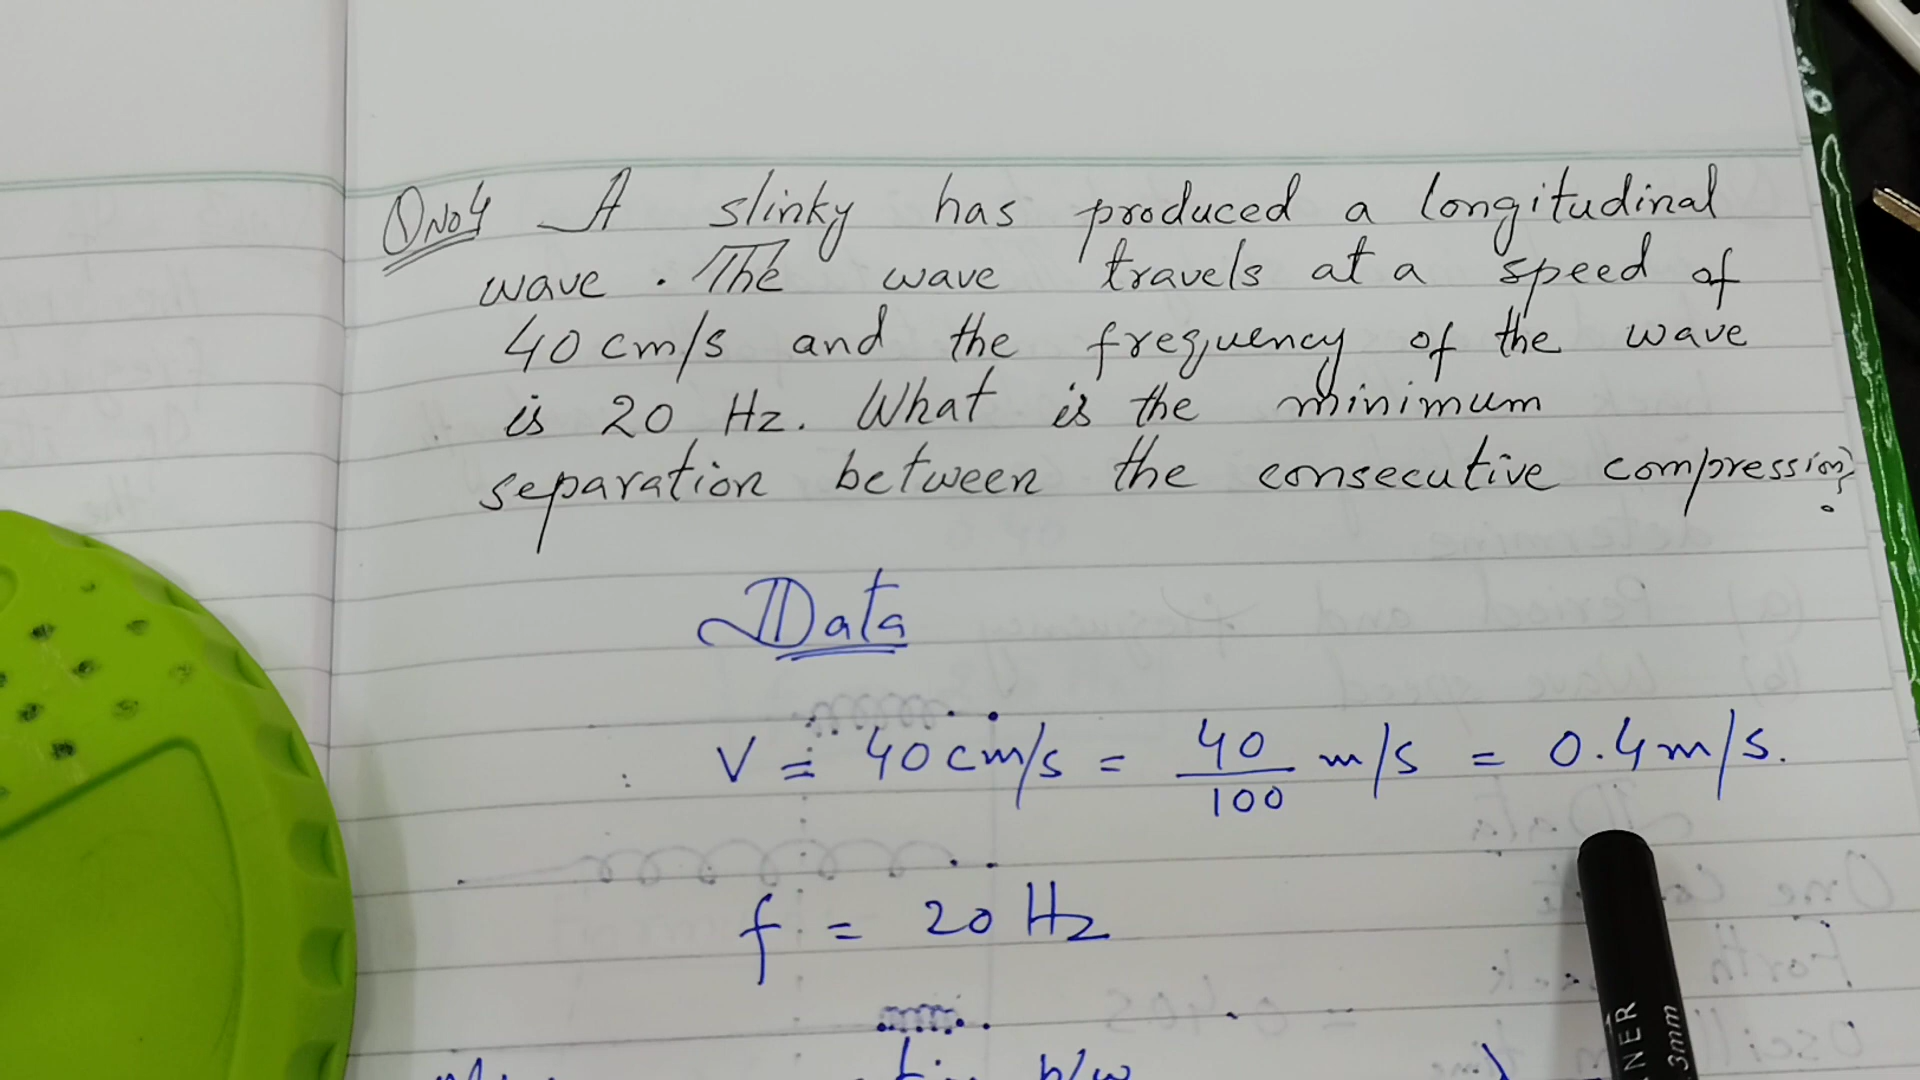 QNo4 A slinky has produced a longitudinal
wave. The wave travels at a speed of
40 cm/s and the frequency of the wave
is 20 Hz. What is the minimum
separation between the consecutive compression?
Data
V = 40 cm/s = 40/100 m/s = 0.4 m/s.
f = 20 Hz
b/w
NER
3mm